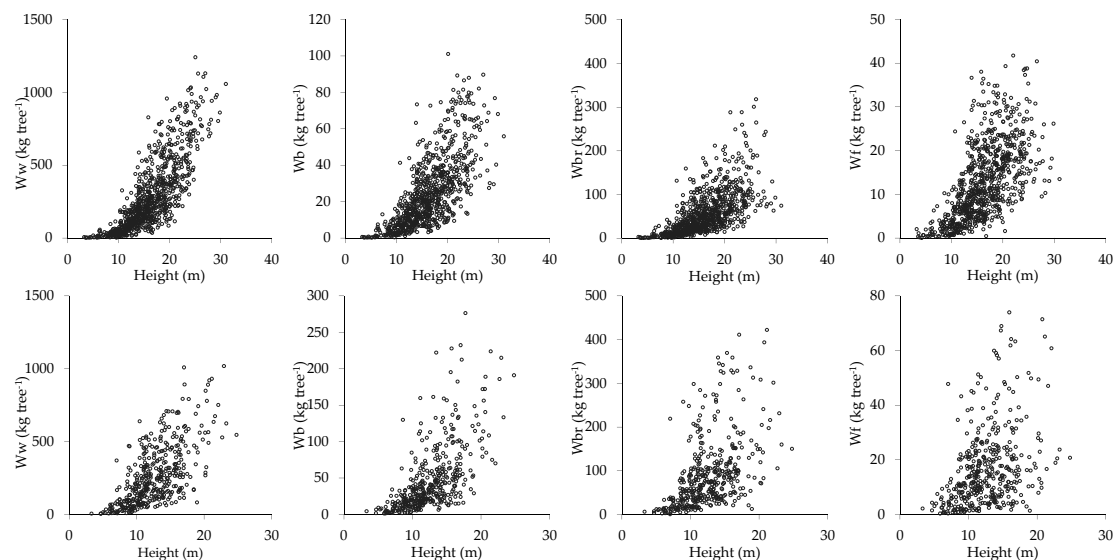 1500
1000
500
0
Ww (kg tree-1)
0 10 20 30 40
Height (m)
120
100
80
60
40
20
0
Wb (kg tree-1)
0 10 20 30 40
Height (m)
500
400
300
200
100
0
Wbr (kg tree-1)
0 10 20 30 40
Height (m)
50
40
30
20
10
0
Wf (kg tree-1)
0 10 20 30 40
Height (m)
1500
1000
500
0
Ww (kg tree-1)
0 10 20 30
Height (m)
300
250
200
150
100
50
0
Wb (kg tree-1)
0 10 20 30
Height (m)
500
400
300
200
100
0
Wbr (kg tree-1)
0 10 20 30
Height (m)
80
60
40
20
0
Wf (kg tree-1)
0 10 20 30
Height (m)